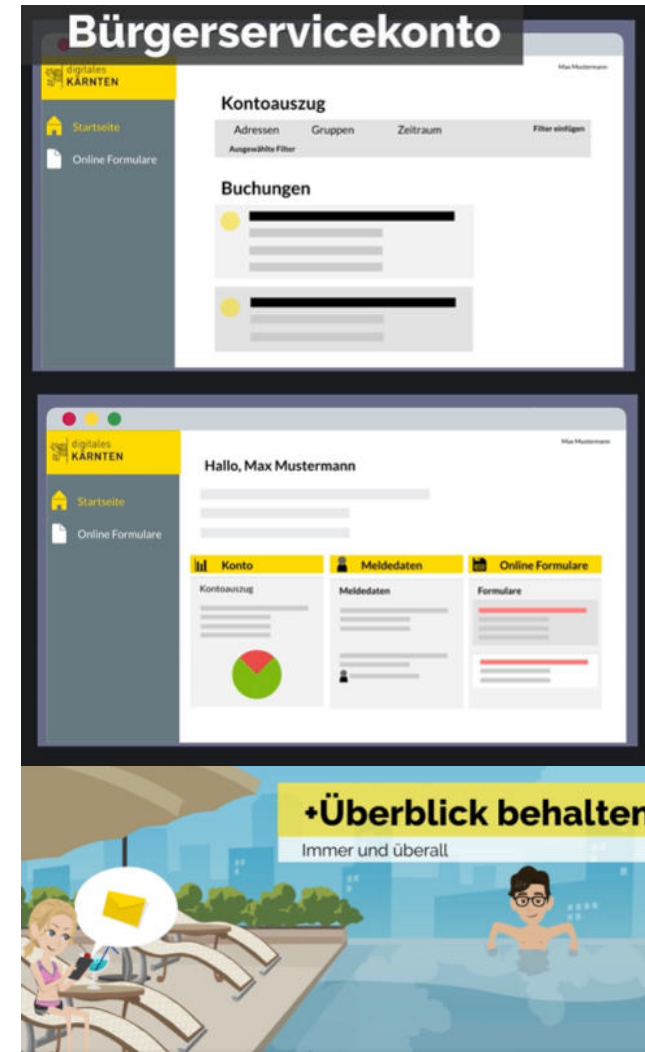 Bürgerservicekonto
digitales
KÄRNTEN
Max Mustermann
Startseite
Online Formulare
Kontoauszug
Adressen Gruppen Zeitraum Filter einfügen
Ausgewählte Filter
Buchungen
digitales
KÄRNTEN
Max Mustermann
Startseite
Online Formulare
Hallo, Max Mustermann
Konto Meldedaten Online Formulare
Kontoauszug Meldedaten Formulare
+Überblick behalten
Immer und überall